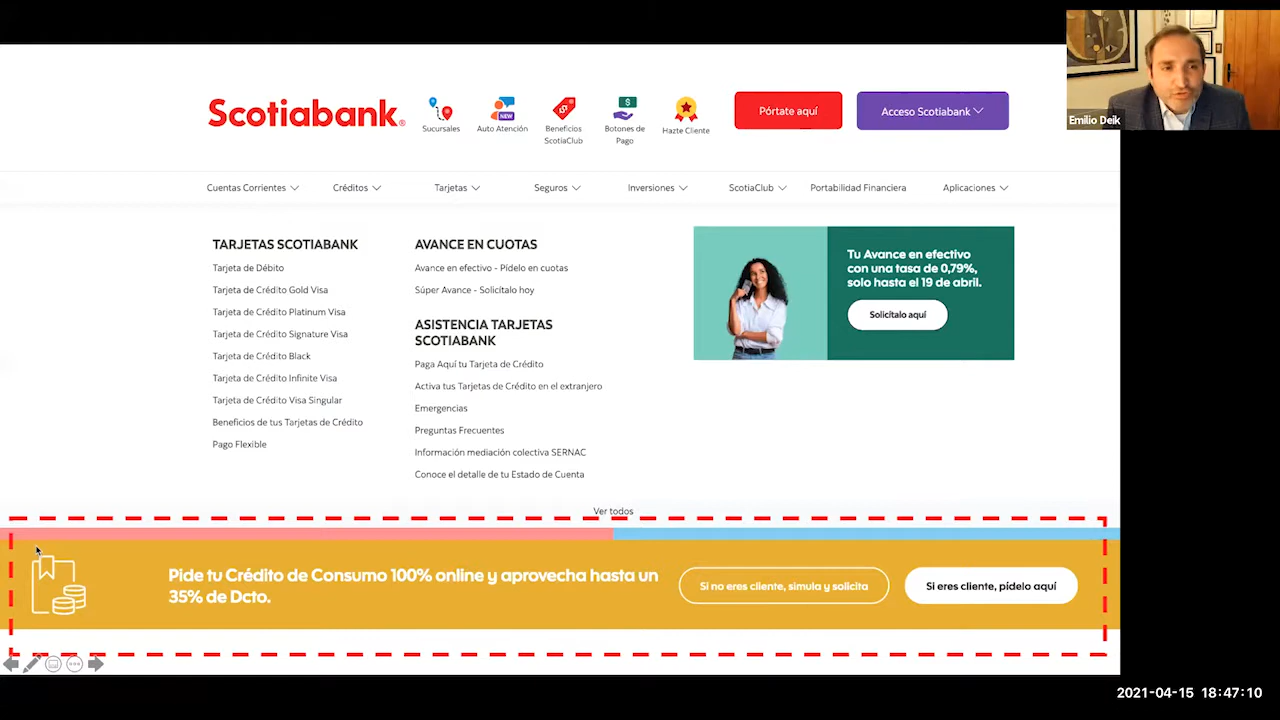 Scotiabank®
Sucursales
NEW
Auto Atención
Beneficios
ScotiaClub
$
Botones de
Pago
Hazte Cliente
Pórtate aquí
Acceso Scotiabank
Emilio Deik
Cuentas Corrientes
Créditos
Tarjetas
Seguros
Inversiones
ScotiaClub
Portabilidad Financiera
Aplicaciones
TARJETAS SCOTIABANK
Tarjeta de Débito
Tarjeta de Crédito Gold Visa
Tarjeta de Crédito Platinum Visa
Tarjeta de Crédito Signature Visa
Tarjeta de Crédito Black
Tarjeta de Crédito Infinite Visa
Tarjeta de Crédito Visa Singular
Beneficios de tus Tarjetas de Crédito
Pago Flexible
AVANCE EN CUOTAS
Avance en efectivo - Pídelo en cuotas
Súper Avance - Solicítalo hoy
ASISTENCIA TARJETAS
SCOTIABANK
Paga Aquí tu Tarjeta de Crédito
Activa tus Tarjetas de Crédito en el extranjero
Emergencias
Preguntas Frecuentes
Información mediación colectiva SERNAC
Conoce el detalle de tu Estado de Cuenta
Tu Avance en efectivo
con una tasa de 0,79%,
solo hasta el 19 de abril.
Solicítalo aquí
Ver todos
Pide tu Crédito de Consumo 100% online y aprovecha hasta un
35% de Dcto.
Si no eres cliente, simula y solicita
Si eres cliente, pídelo aquí
2021-04-15 18:47:10